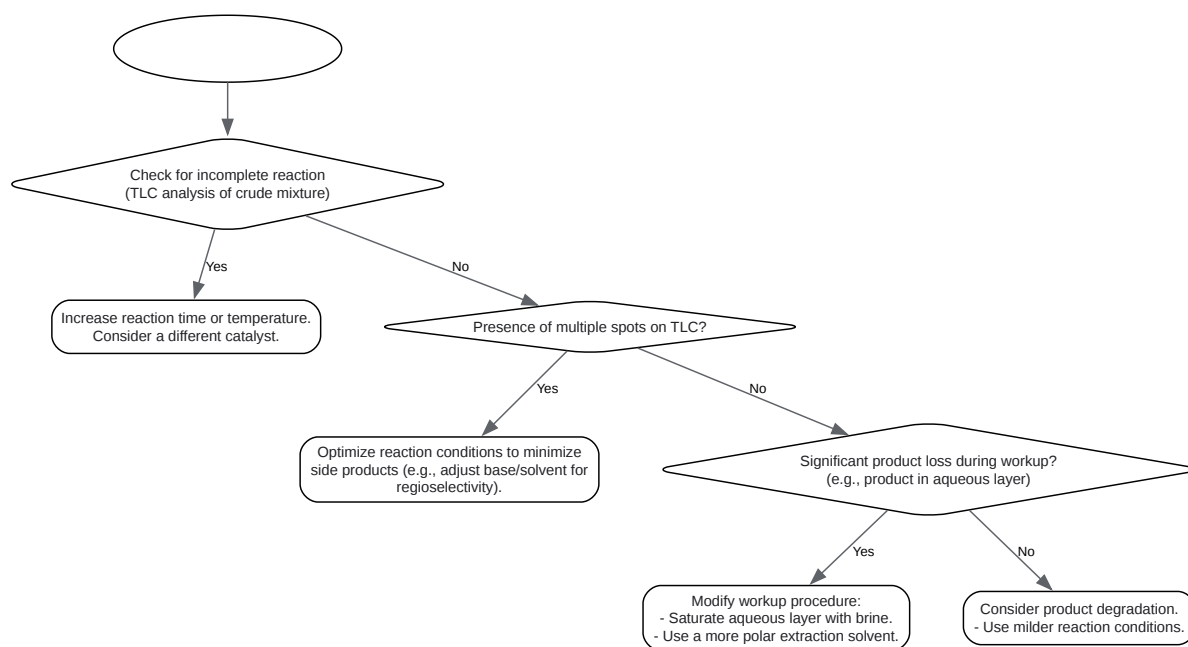 Check for incomplete reaction
(TLC analysis of crude mixture)
Yes
No
Increase reaction time or temperature.
Consider a different catalyst.
Presence of multiple spots on TLC?
Yes
No
Optimize reaction conditions to minimize
side products (e.g., adjust base/solvent for
regioselectivity).
Significant product loss during workup?
(e.g., product in aqueous layer)
Yes
No
Modify workup procedure:
- Saturate aqueous layer with brine.
- Use a more polar extraction solvent.
Consider product degradation.
- Use milder reaction conditions.